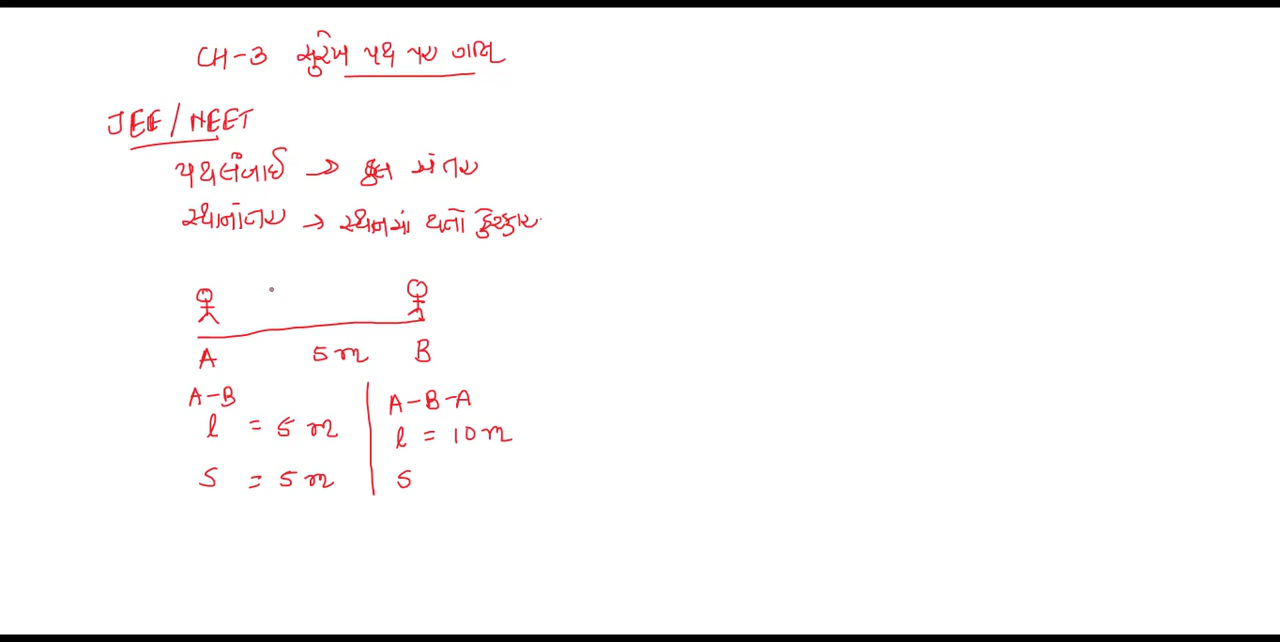 CH-3 સુરેખ પથ પર ગતિ
JEE/NEET
પથલંબાઈ → કુલ અંતર
સ્થાનાંતર → સ્થાનમાં થતો ફેરફાર
A 5m B
A-B
l = 5m
S = 5m
A-B-A
l = 10m
S